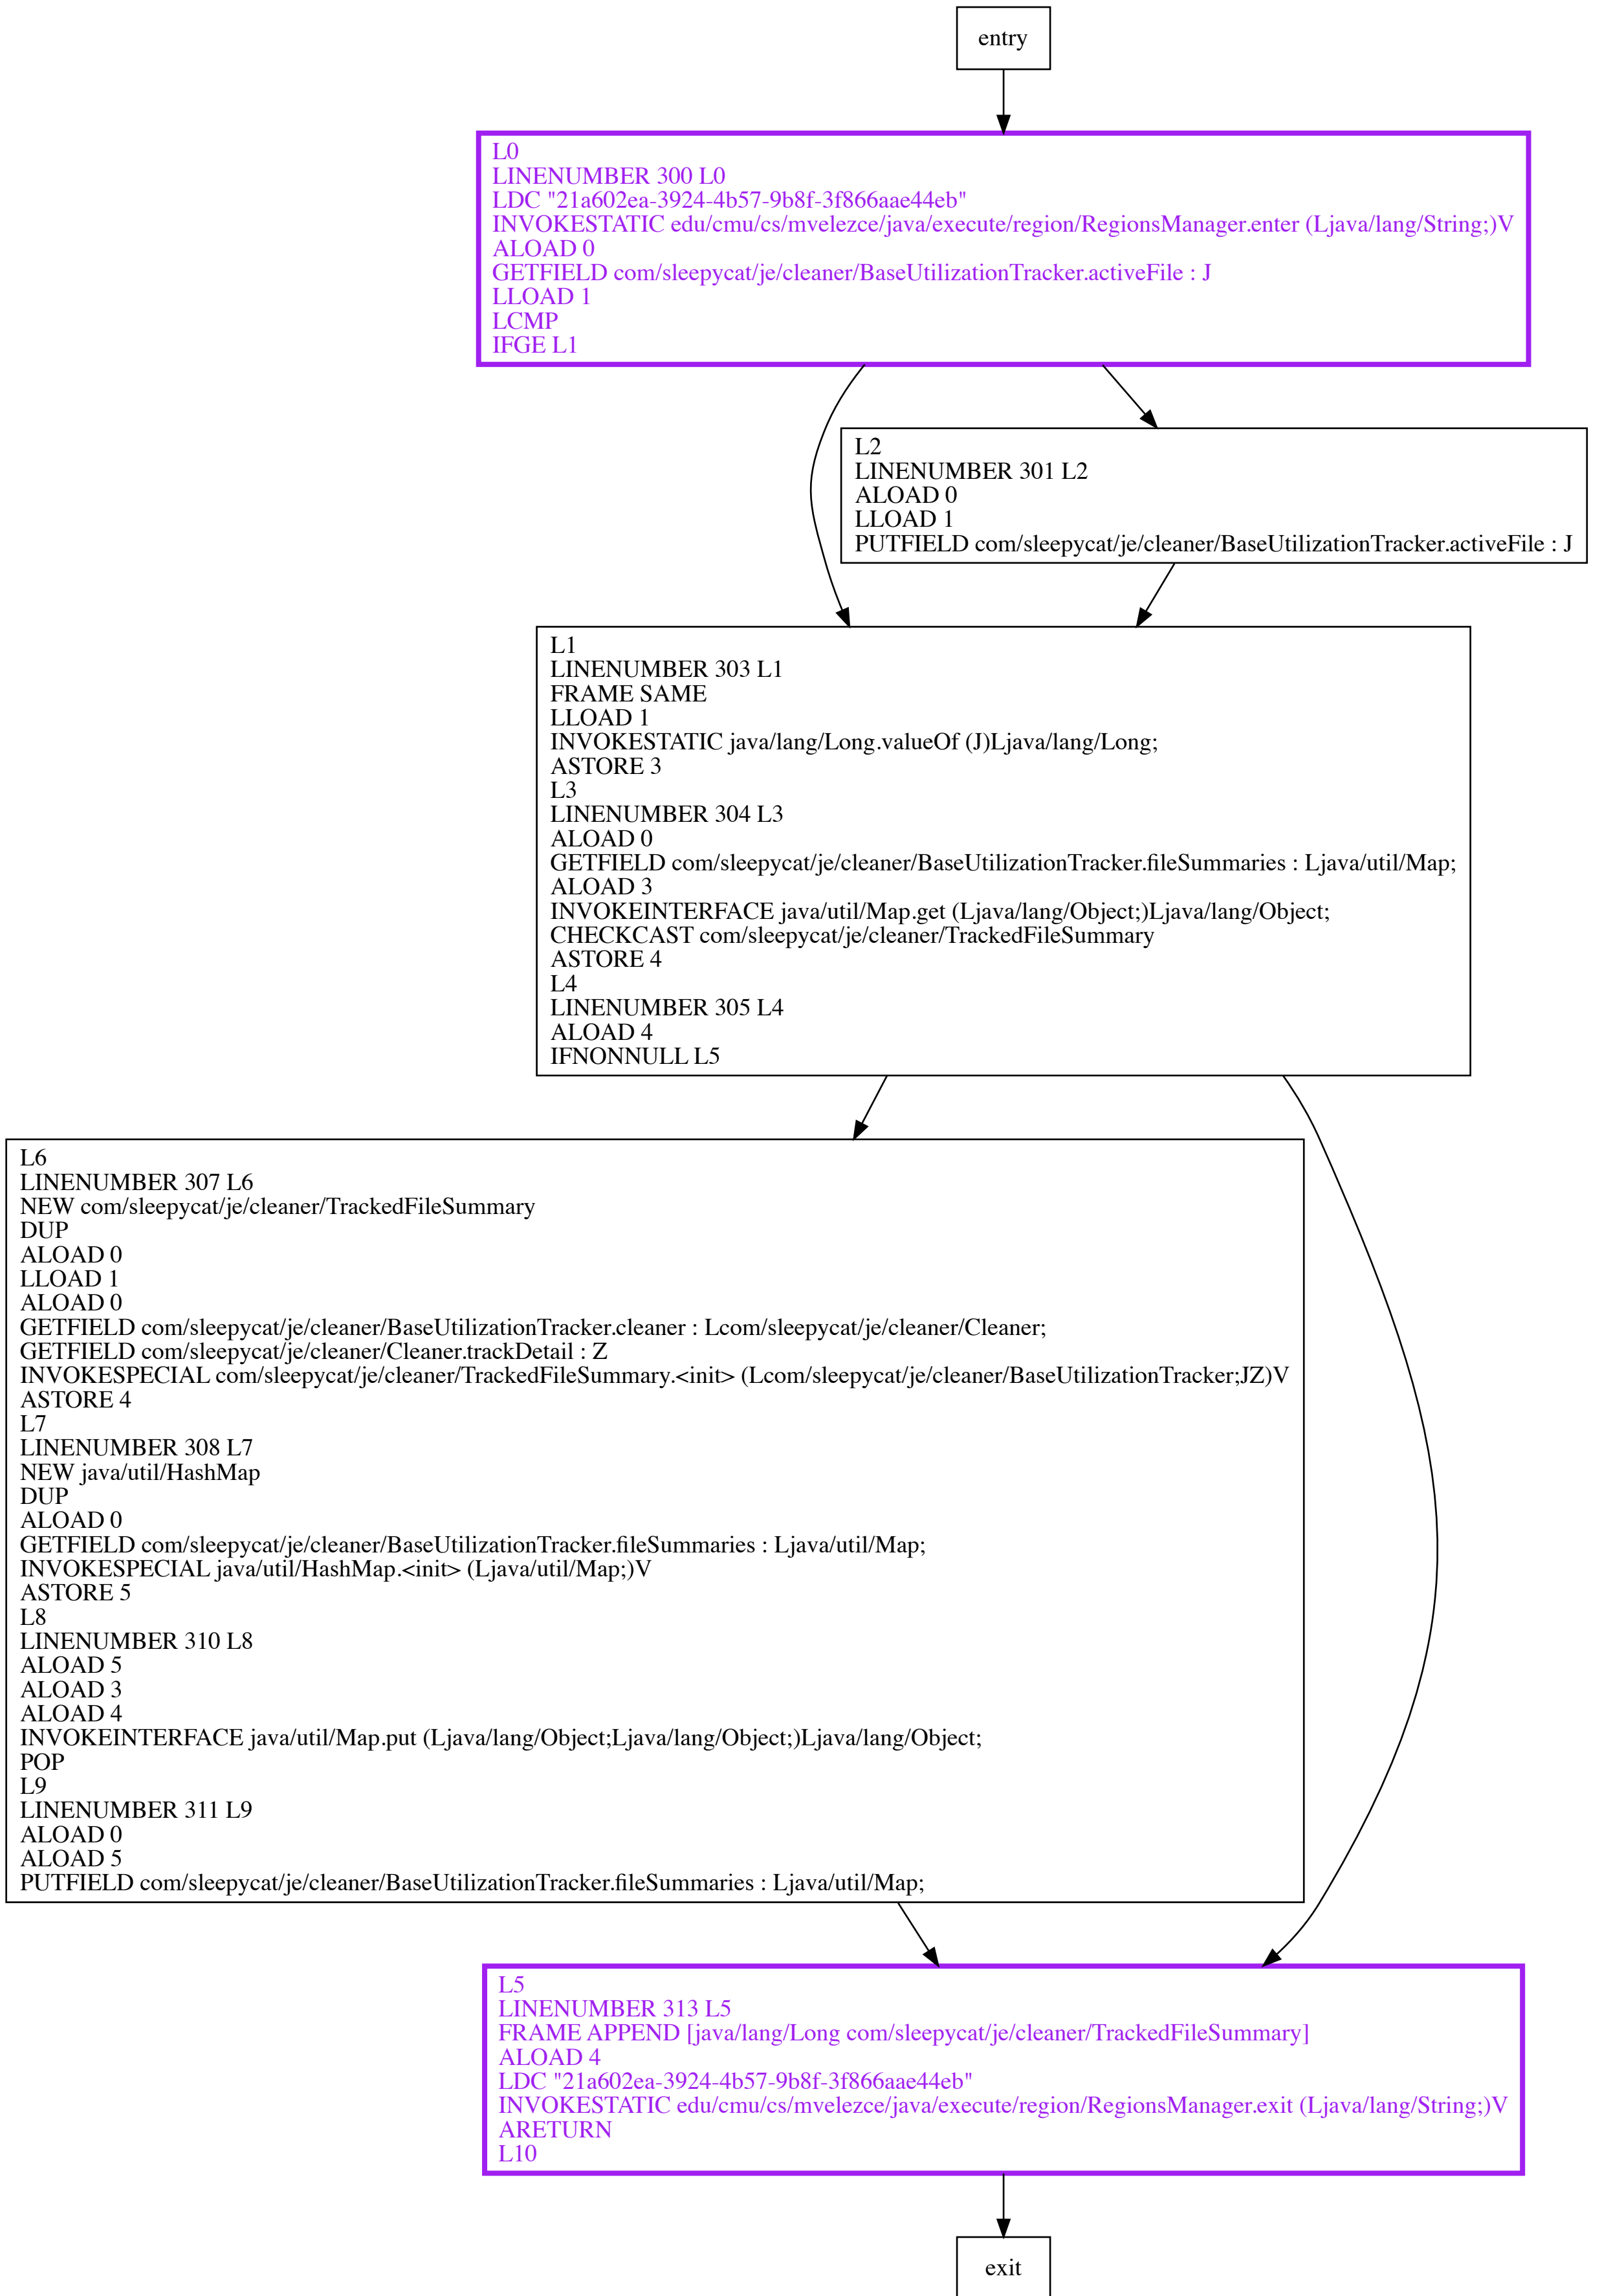 entry
L0
LINENUMBER 300 L0
LDC "21a602ea-3924-4b57-9b8f-3f866aae44eb"
INVOKESTATIC edu/cmu/cs/mvelezce/java/execute/region/RegionsManager.enter (Ljava/lang/String;)V
ALOAD 0
GETFIELD com/sleepycat/je/cleaner/BaseUtilizationTracker.activeFile : J
LLOAD 1
LCMP
IFGE L1
L2
LINENUMBER 301 L2
ALOAD 0
LLOAD 1
PUTFIELD com/sleepycat/je/cleaner/BaseUtilizationTracker.activeFile : J
L1
LINENUMBER 303 L1
FRAME SAME
LLOAD 1
INVOKESTATIC java/lang/Long.valueOf (J)Ljava/lang/Long;
ASTORE 3
L3
LINENUMBER 304 L3
ALOAD 0
GETFIELD com/sleepycat/je/cleaner/BaseUtilizationTracker.fileSummaries : Ljava/util/Map;
ALOAD 3
INVOKEINTERFACE java/util/Map.get (Ljava/lang/Object;)Ljava/lang/Object;
CHECKCAST com/sleepycat/je/cleaner/TrackedFileSummary
ASTORE 4
L4
LINENUMBER 305 L4
ALOAD 4
IFNONNULL L5
L6
LINENUMBER 307 L6
NEW com/sleepycat/je/cleaner/TrackedFileSummary
DUP
ALOAD 0
LLOAD 1
ALOAD 0
GETFIELD com/sleepycat/je/cleaner/BaseUtilizationTracker.cleaner : Lcom/sleepycat/je/cleaner/Cleaner;
GETFIELD com/sleepycat/je/cleaner/Cleaner.trackDetail : Z
INVOKESPECIAL com/sleepycat/je/cleaner/TrackedFileSummary.<init> (Lcom/sleepycat/je/cleaner/BaseUtilizationTracker;JZ)V
ASTORE 4
L7
LINENUMBER 308 L7
NEW java/util/HashMap
DUP
ALOAD 0
GETFIELD com/sleepycat/je/cleaner/BaseUtilizationTracker.fileSummaries : Ljava/util/Map;
INVOKESPECIAL java/util/HashMap.<init> (Ljava/util/Map;)V
ASTORE 5
L8
LINENUMBER 310 L8
ALOAD 5
ALOAD 3
ALOAD 4
INVOKEINTERFACE java/util/Map.put (Ljava/lang/Object;Ljava/lang/Object;)Ljava/lang/Object;
POP
L9
LINENUMBER 311 L9
ALOAD 0
ALOAD 5
PUTFIELD com/sleepycat/je/cleaner/BaseUtilizationTracker.fileSummaries : Ljava/util/Map;
L5
LINENUMBER 313 L5
FRAME APPEND [java/lang/Long com/sleepycat/je/cleaner/TrackedFileSummary]
ALOAD 4
LDC "21a602ea-3924-4b57-9b8f-3f866aae44eb"
INVOKESTATIC edu/cmu/cs/mvelezce/java/execute/region/RegionsManager.exit (Ljava/lang/String;)V
ARETURN
L10
exit